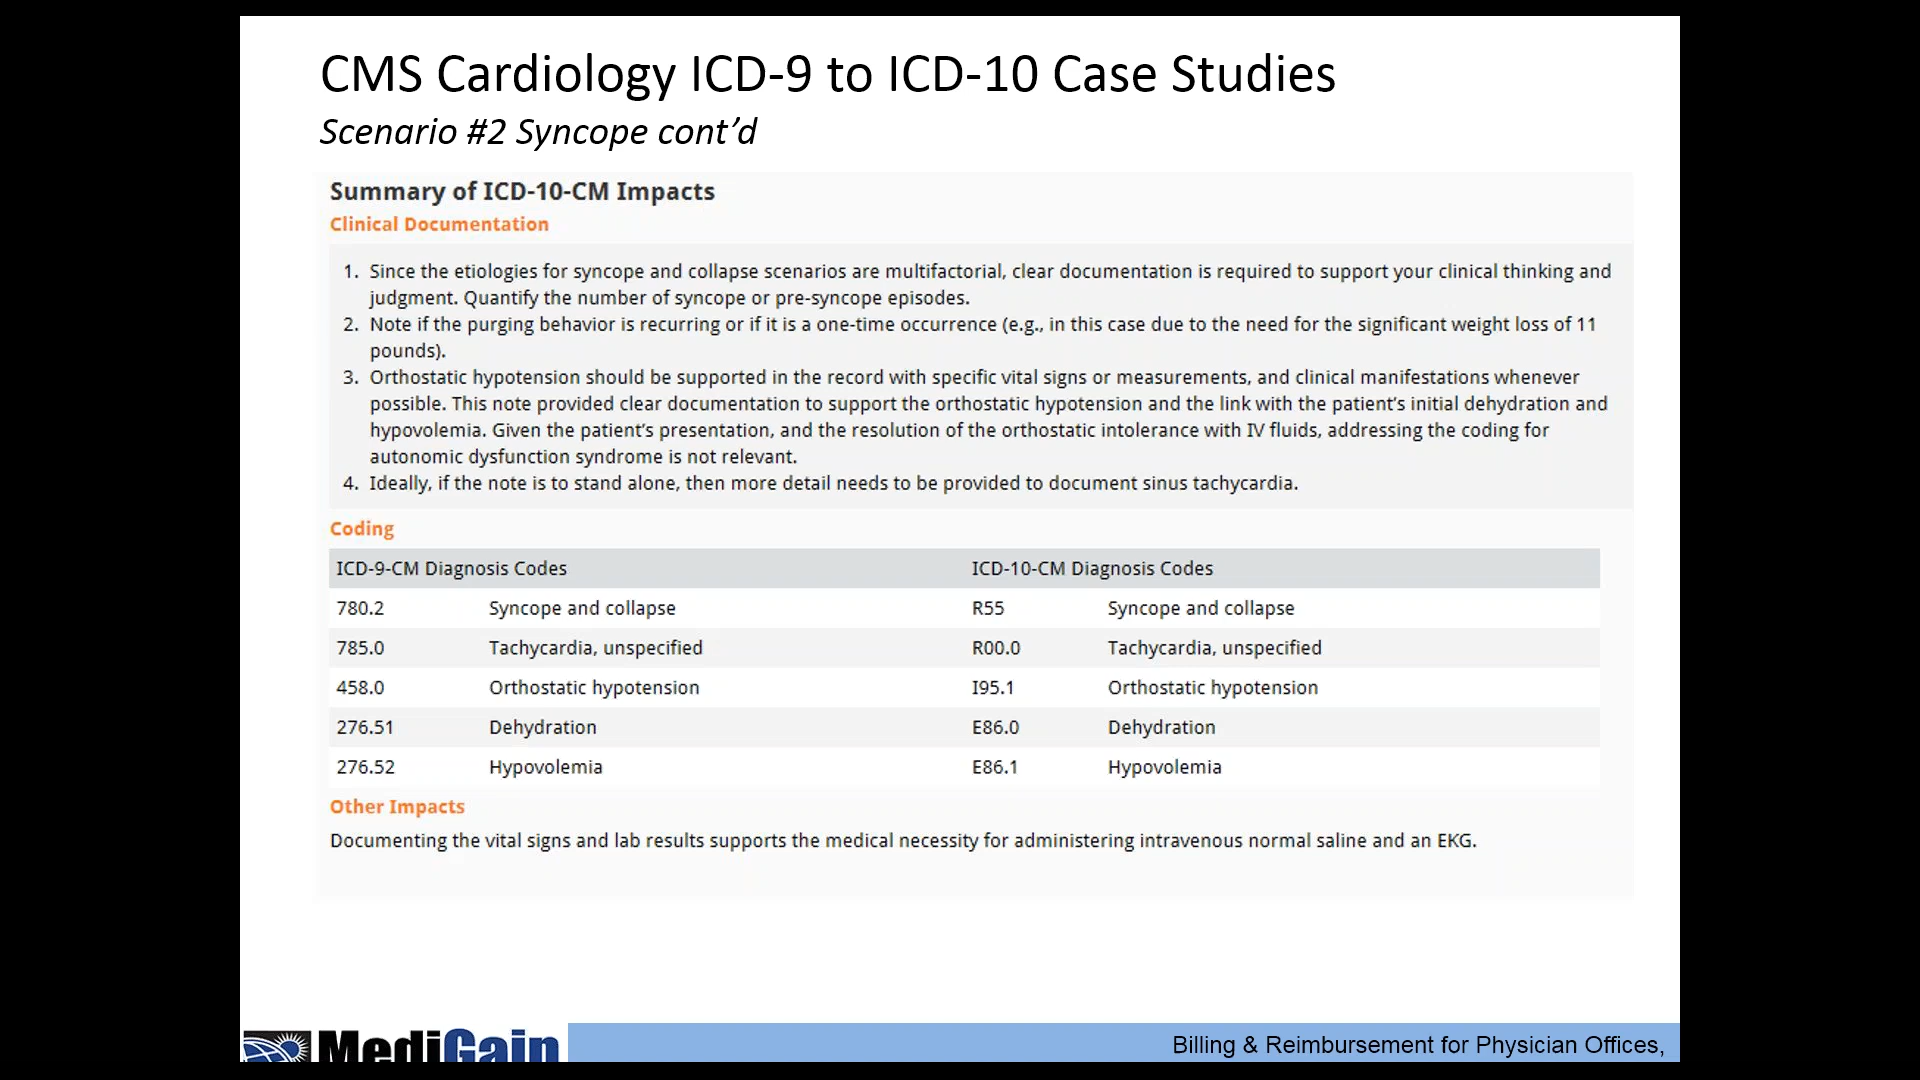 CMS Cardiology ICD-9 to ICD-10 Case Studies
Scenario #2 Syncope cont’d
Summary of ICD-10-CM Impacts
Clinical Documentation
1. Since the etiologies for syncope and collapse scenarios are multifactorial, clear documentation is required to support your clinical thinking and
judgment. Quantify the number of syncope or pre-syncope episodes.
2. Note if the purging behavior is recurring or if it is a one-time occurrence (e.g., in this case due to the need for the significant weight loss of 11
pounds).
3. Orthostatic hypotension should be supported in the record with specific vital signs or measurements, and clinical manifestations whenever
possible. This note provided clear documentation to support the orthostatic hypotension and the link with the patient’s initial dehydration and
hypovolemia. Given the patient’s presentation, and the resolution of the orthostatic intolerance with IV fluids, addressing the coding for
autonomic dysfunction syndrome is not relevant.
4. Ideally, if the note is to stand alone, then more detail needs to be provided to document sinus tachycardia.
Coding
ICD-9-CM Diagnosis Codes ICD-10-CM Diagnosis Codes
780.2 Syncope and collapse R55 Syncope and collapse
785.0 Tachycardia, unspecified R00.0 Tachycardia, unspecified
458.0 Orthostatic hypotension I95.1 Orthostatic hypotension
276.51 Dehydration E86.0 Dehydration
276.52 Hypovolemia E86.1 Hypovolemia
Other Impacts
Documenting the vital signs and lab results supports the medical necessity for administering intravenous normal saline and an EKG.
MediGain Billing & Reimbursement for Physician Offices,